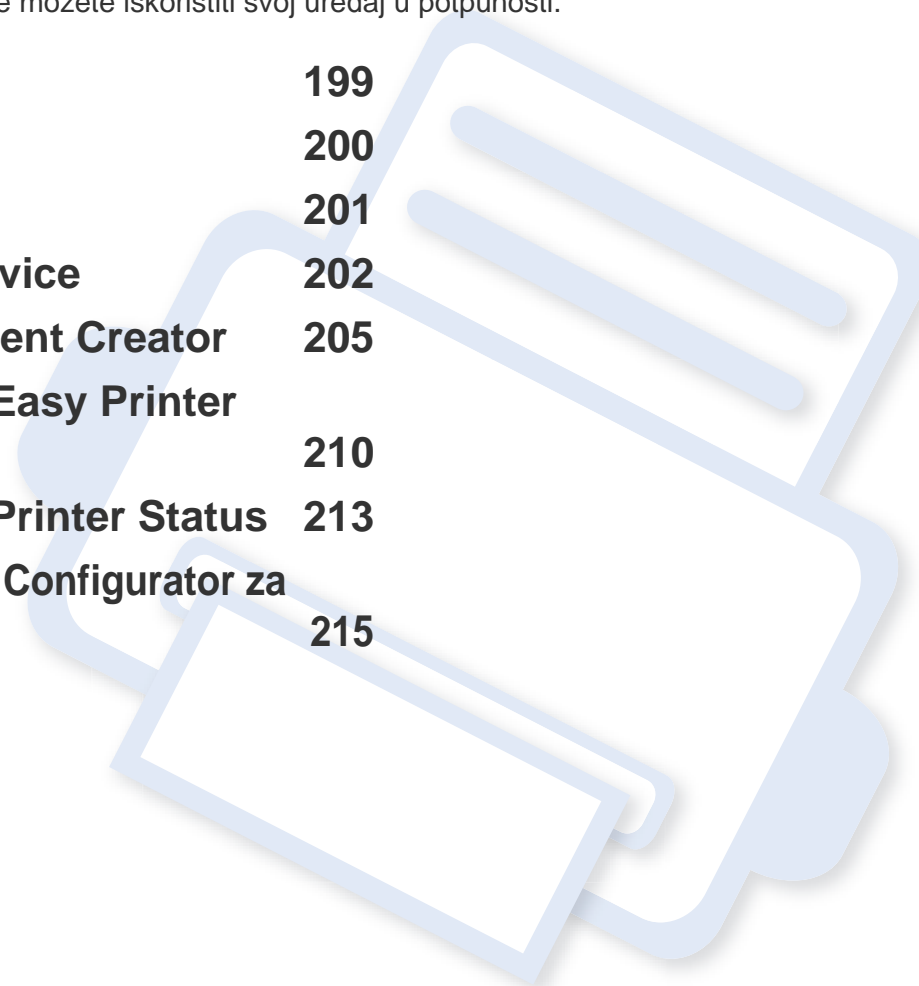 možete iskoristiti svoj uređaj u potpunosti.
199
200
201
vice 202
ent Creator 205
Easy Printer
210
Printer Status 213
Configurator za
215